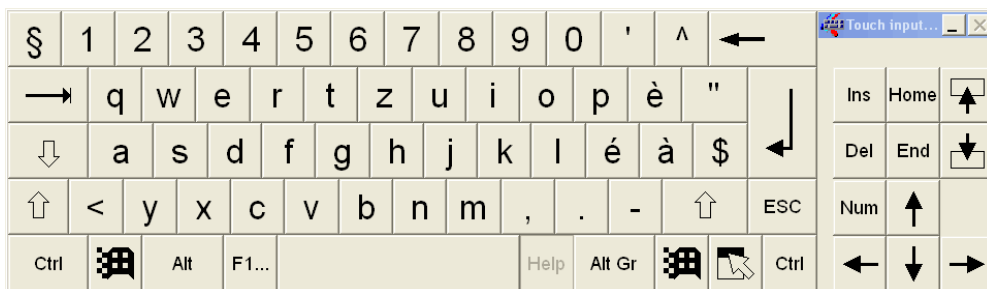 § 1 2 3 4 5 6 7 8 9 0 ' ^
Touch input...
q w e r t z u i o p è "
Ins Home
a s d f g h j k l é à $
Del End
< y x c v b n m , . - ESC
Num
Ctrl Alt F1... Help Alt Gr Ctrl